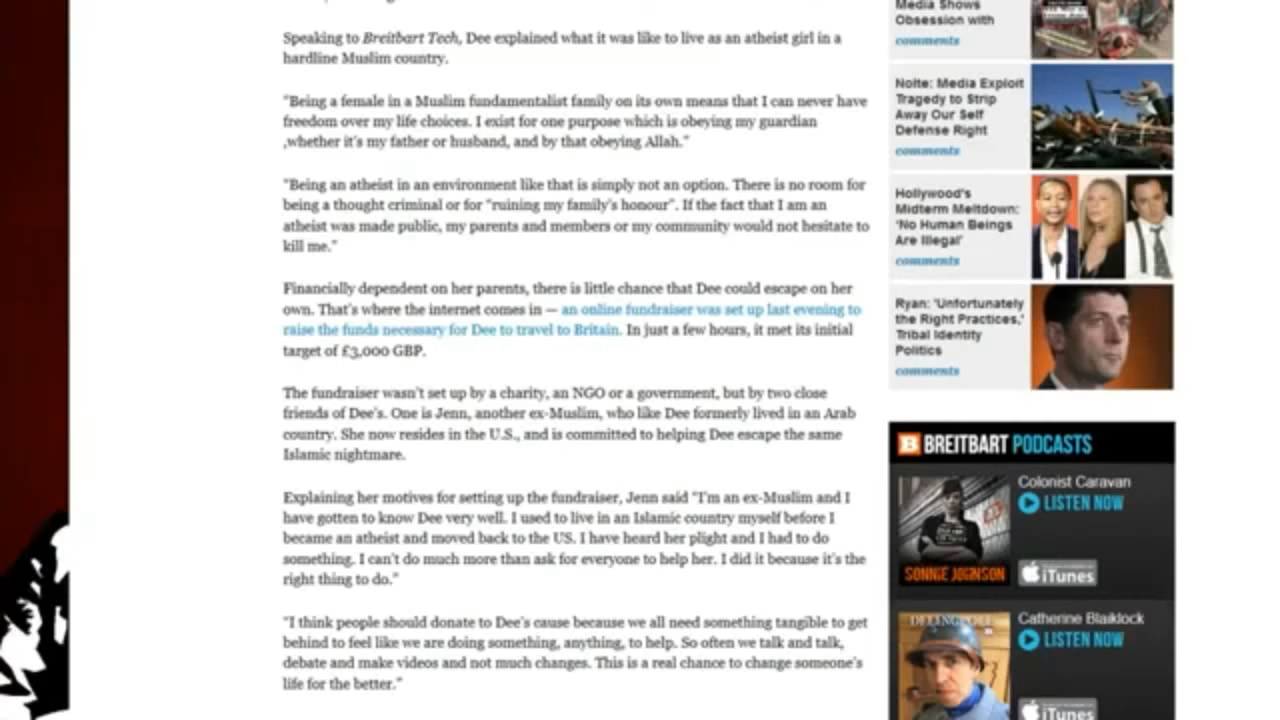 Speaking to Breitbart Tech, Dee explained what it was like to live as an atheist girl in a
hardline Muslim country.
"Being a female in a Muslim fundamentalist family on its own means that I can never have
freedom over my life choices. I exist for one purpose which is obeying my guardian
,whether it's my father or husband, and by that obeying Allah."
"Being an atheist in an environment like that is simply not an option. There is no room for
being a thought criminal or for "ruining my family's honour". If the fact that I am an
atheist was made public, my parents and members or my community would not hesitate to
kill me."
Financially dependent on her parents, there is little chance that Dee could escape on her
own. That's where the internet comes in — an online fundraiser was set up last evening to
raise the funds necessary for Dee to travel to Britain. In just a few hours, it met its initial
target of £3,000 GBP.
The fundraiser wasn't set up by a charity, an NGO or a government, but by two close
friends of Dee's. One is Jenn, another ex-Muslim, who like Dee formerly lived in an Arab
country. She now resides in the U.S., and is committed to helping Dee escape the same
Islamic nightmare.
Explaining her motives for setting up the fundraiser, Jenn said "I'm an ex-Muslim and I
have gotten to know Dee very well. I used to live in an Islamic country myself before I
became an atheist and moved back to the US. I have heard her plight and I had to do
something. I can't do much more than ask for everyone to help her. I did it because it's the
right thing to do."
"I think people should donate to Dee's cause because we all need something tangible to get
behind to feel like we are doing something, anything, to help. So often we talk and talk,
debate and make videos and not much changes. This is a real chance to change someone's
life for the better."
Media Shows
Obsession with
comments
Nolte: Media Exploit
Tragedy to Strip
Away Our Self
Defense Right
comments
Hollywood's
Midterm Meltdown:
'No Human Beings
Are Illegal'
comments
Ryan: 'Unfortunately
the Right Practices,'
Tribal Identity
Politics
comments
B BREITBART PODCASTS
Colonist Caravan
LISTEN NOW
SONNIE JOHNSON
iTunes
Catherine Blaiklock
LISTEN NOW
DELINGPOLE
iTunes